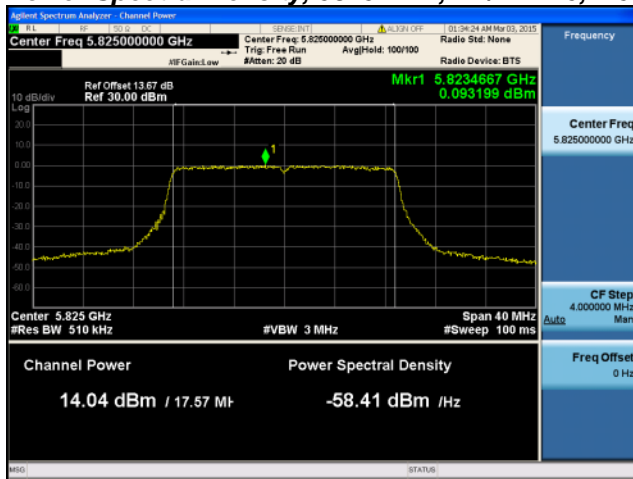 Agilent Spectrum Analyzer - Channel Power
RL RF 50 Ω DC SENSE:INT ALIGN OFF 01:34:24 AM Mar 03, 2015
Center Freq 5.825000000 GHz
Center Freq: 5.825000000 GHz
Radio Std: None
Trig: Free Run Avg|Hold: 100/100
#IFGain:Low #Atten: 20 dB Radio Device: BTS
Mkr1 5.8234667 GHz
0.093199 dBm
Ref Offset 13.67 dB
10 dB/div Ref 30.00 dBm
Log
20.0
10.0
0.00
-10.0
-20.0
-30.0
-40.0
-50.0
-60.0
1
Center 5.825 GHz Span 40 MHz
#Res BW 510 kHz #VBW 3 MHz #Sweep 100 ms
Channel Power Power Spectral Density
14.04 dBm / 17.57 MH -58.41 dBm /Hz
MSG STATUS
Frequency
Center Freq
5.825000000 GHz
CF Step
4.000000 MHz
Auto Man
Freq Offset
0 Hz